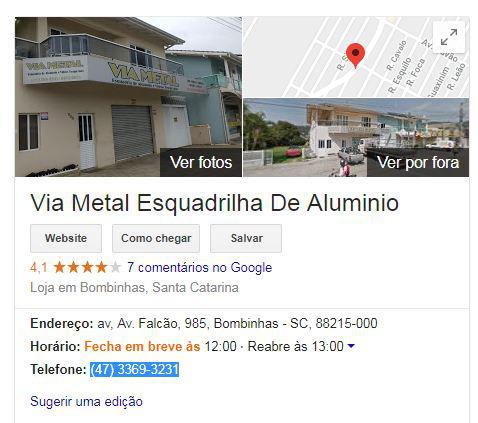 VIA METAL
VIA METAL
R. Cavalo
R. Esquilo
R. Foca
R. Leão
Ver fotos
Ver por fora
Via Metal Esquadrilha De Aluminio
Website
Como chegar
Salvar
4,1 7 comentários no Google
Loja em Bombinhas, Santa Catarina
Endereço: av, Av. Falcão, 985, Bombinhas - SC, 88215-000
Horário: Fecha em breve às 12:00 · Reabre às 13:00
Telefone: (47) 3369-3231
Sugerir uma edição